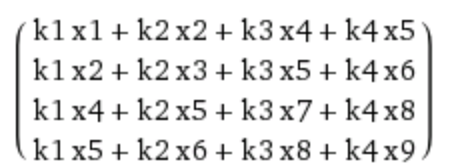 k1 x1 + k2 x2 + k3 x4 + k4 x5
k1 x2 + k2 x3 + k3 x5 + k4 x6
k1 x4 + k2 x5 + k3 x7 + k4 x8
k1 x5 + k2 x6 + k3 x8 + k4 x9